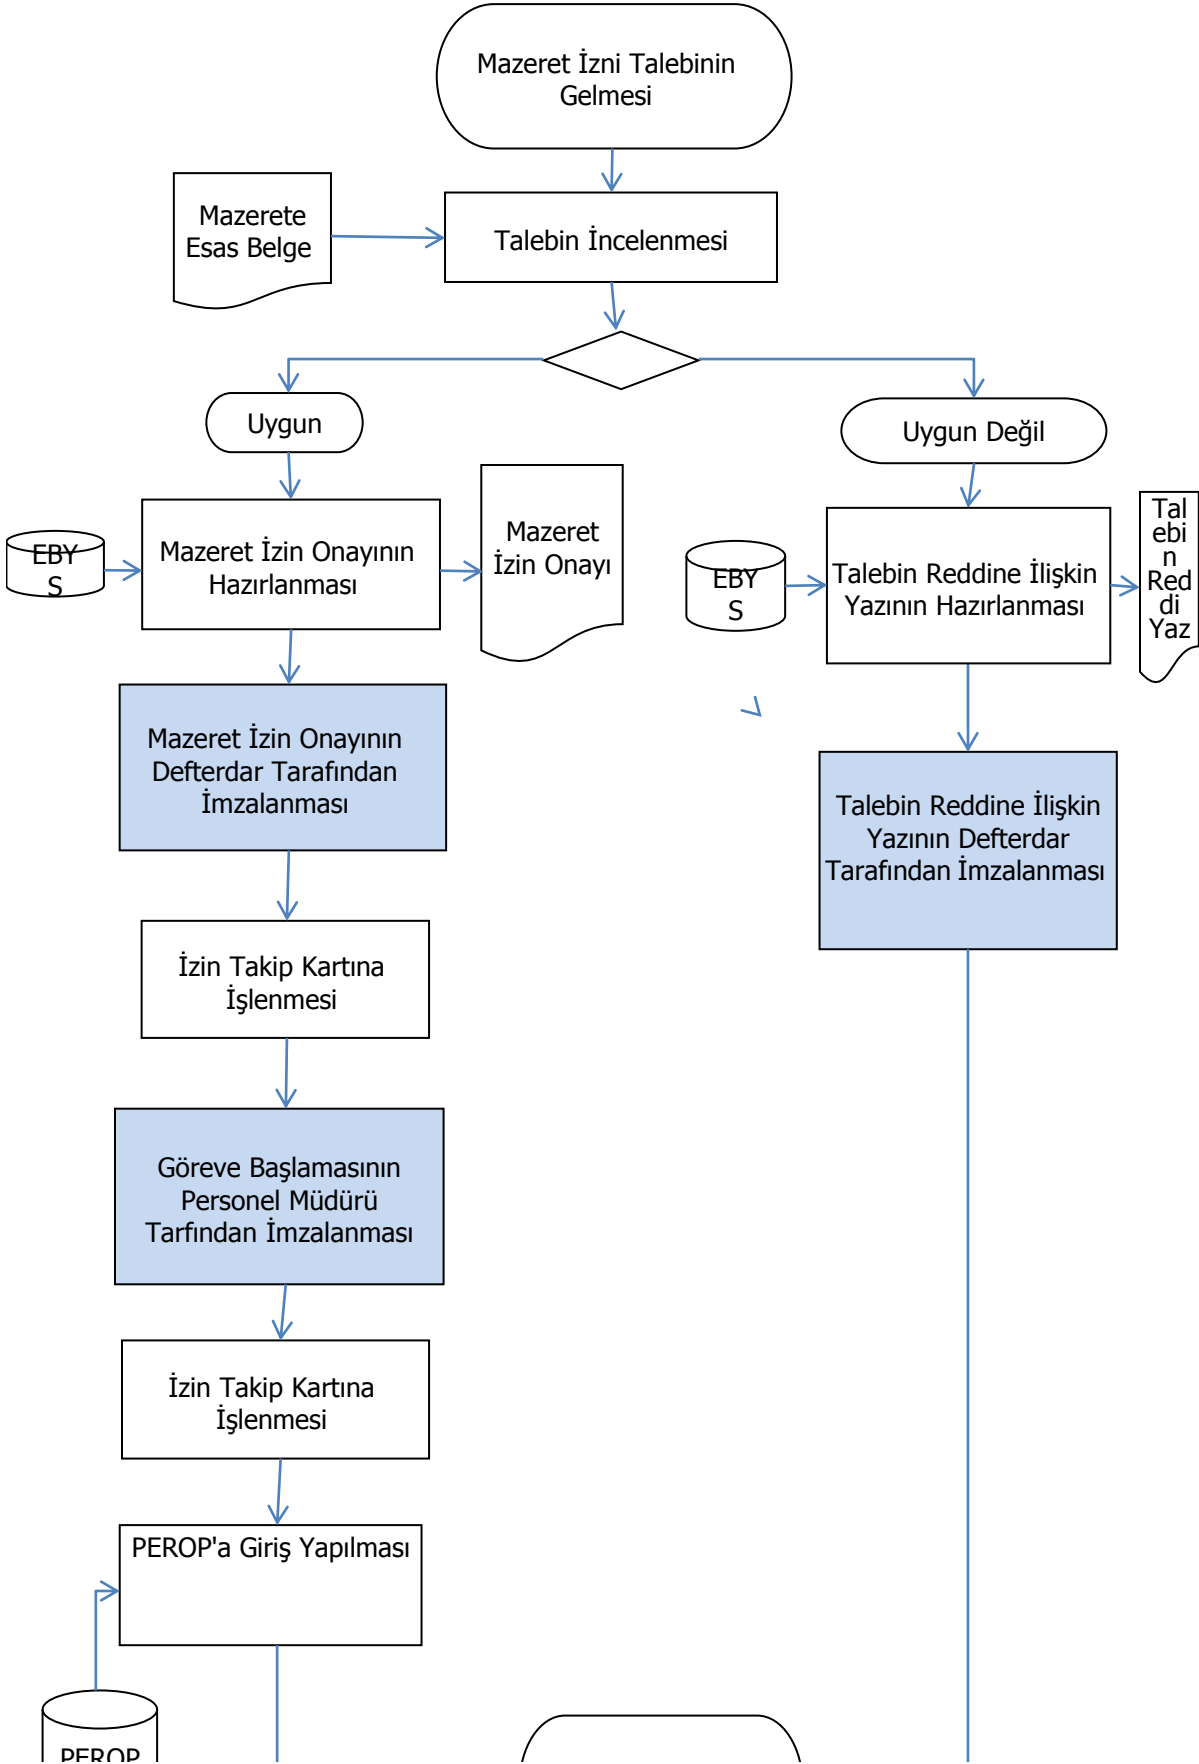 Mazeret İzni Talebinin
Gelmesi
Mazerete
Esas Belge
Talebin İncelenmesi
Uygun
Uygun Değil
EBY
S
Mazeret İzin Onayının
Hazırlanması
Mazeret
İzin Onayı
EBY
S
Talebin Reddine İlişkin
Yazının Hazırlanması
Tal
ebi
n
Red
di
Yaz
Mazeret İzin Onayının
Defterdar Tarafından
İmzalanması
Talebin Reddine İlişkin
Yazının Defterdar
Tarafından İmzalanması
İzin Takip Kartına
İşlenmesi
Göreve Başlamasının
Personel Müdürü
Tarfından İmzalanması
İzin Takip Kartına
İşlenmesi
PEROP'a Giriş Yapılması
PEROP